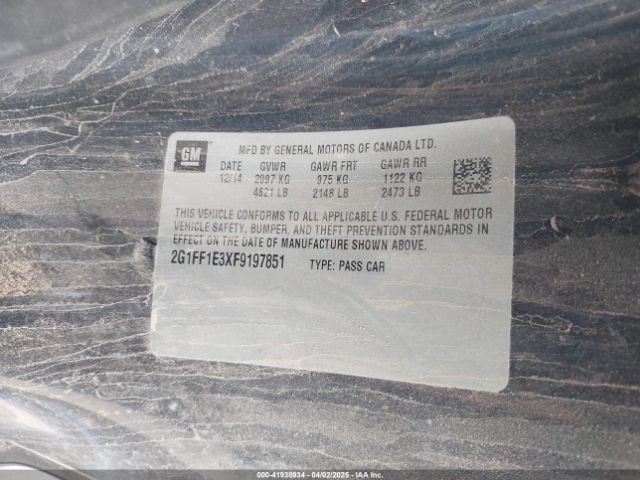 GM
MFD BY GENERAL MOTORS OF CANADA LTD.
DATE GVWR GAWR FRT GAWR RR
12/14 2097 KG 975 KG 1122 KG
4621 LB 2148 LB 2473 LB
THIS VEHICLE CONFORMS TO ALL APPLICABLE U.S. FEDERAL MOTOR
VEHICLE SAFETY, BUMPER, AND THEFT PREVENTION STANDARDS IN
EFFECT ON THE DATE OF MANUFACTURE SHOWN ABOVE.
2G1FF1E3XF9197851 TYPE: PASS CAR
000-41938934 - 04/02/2025 - IAA Inc.